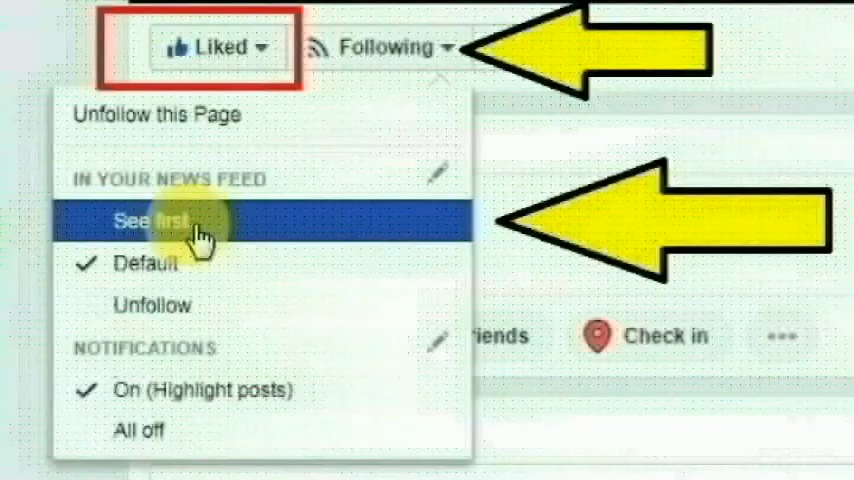 Liked Following
Unfollow this Page
IN YOUR NEWS FEED
See first
Default
Unfollow
riends Check in
NOTIFICATIONS
On (Highlight posts)
All off